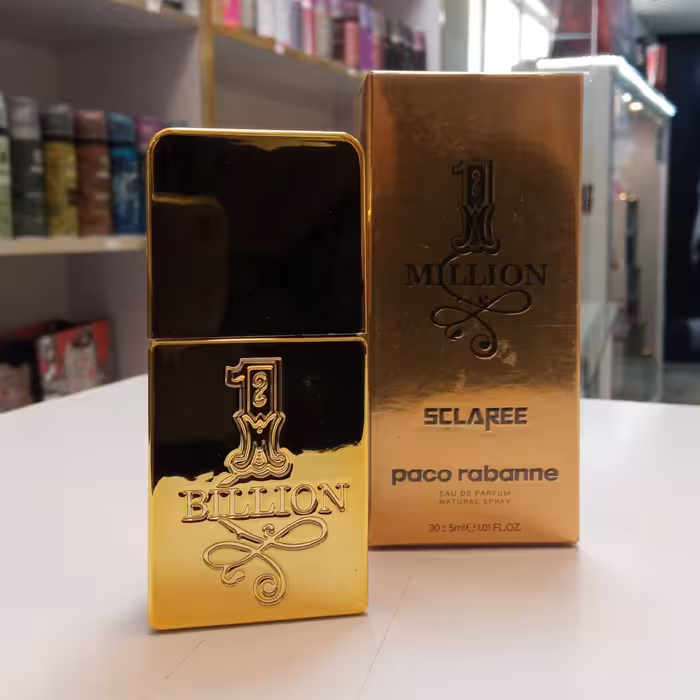 1
BILLION
1
MILLION
SCLAREE
paco rabanne
EAU DE PARFUM
NATURAL SPRAY
30 ± 5ml ℮ 1.01 FL.OZ.